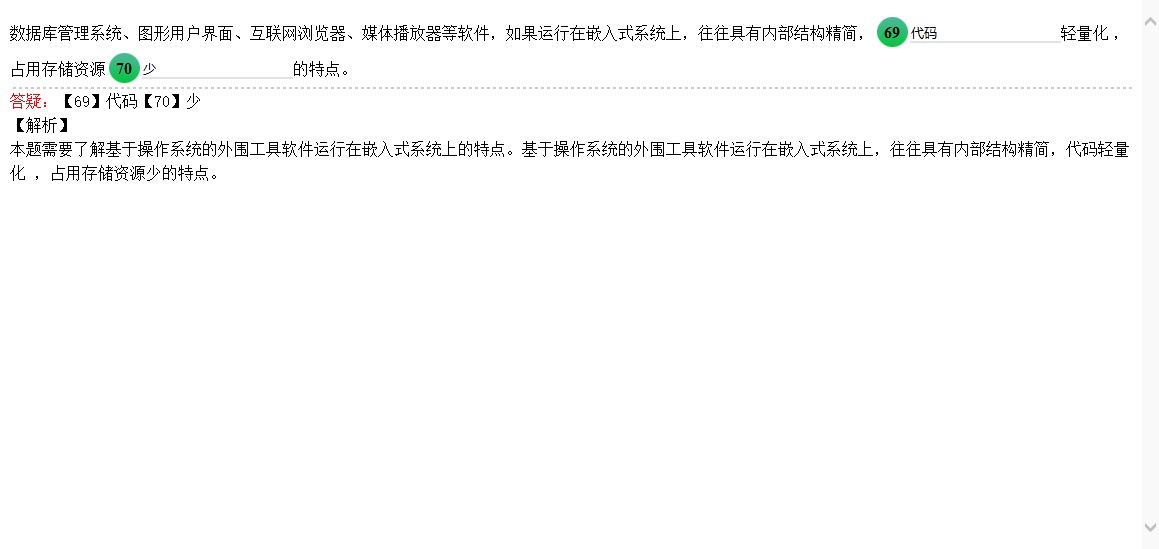 数据库管理系统、图形用户界面、互联网浏览器、媒体播放器等软件，如果运行在嵌入式系统上，往往具有内部结构精简， 69 代码 轻量化，
占用存储资源 70 少 的特点。
答疑：【69】代码【70】少
【解析】
本题需要了解基于操作系统的外围工具软件运行在嵌入式系统上的特点。基于操作系统的外围工具软件运行在嵌入式系统上，往往具有内部结构精简，代码轻量
化 ，占用存储资源少的特点。